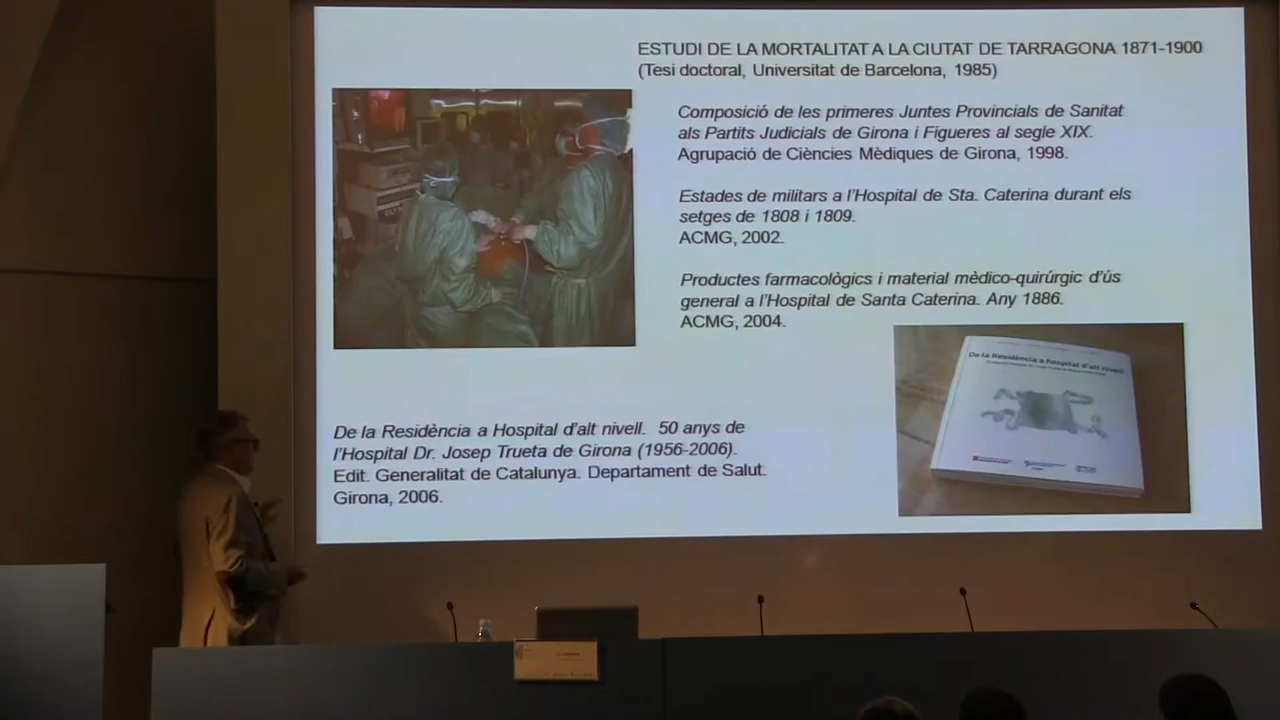 ESTUDI DE LA MORTALITAT A LA CIUTAT DE TARRAGONA 1871-1900
(Tesi doctoral, Universitat de Barcelona, 1985)
Composició de les primeres Juntes Provincials de Sanitat
als Partits Judicials de Girona i Figueres al segle XIX.
Agrupació de Ciències Mèdiques de Girona, 1998.
Estades de militars a l'Hospital de Sta. Caterina durant els
setges de 1808 i 1809.
ACMG, 2002.
Productes farmacològics i material mèdico-quirúrgic d'ús
general a l'Hospital de Santa Caterina. Any 1886.
ACMG, 2004.
De la Residència a hospital d'alt nivell
De la Residència a Hospital d'alt nivell. 50 anys de
l'Hospital Dr. Josep Trueta de Girona (1956-2006).
Edit. Generalitat de Catalunya. Departament de Salut.
Girona, 2006.